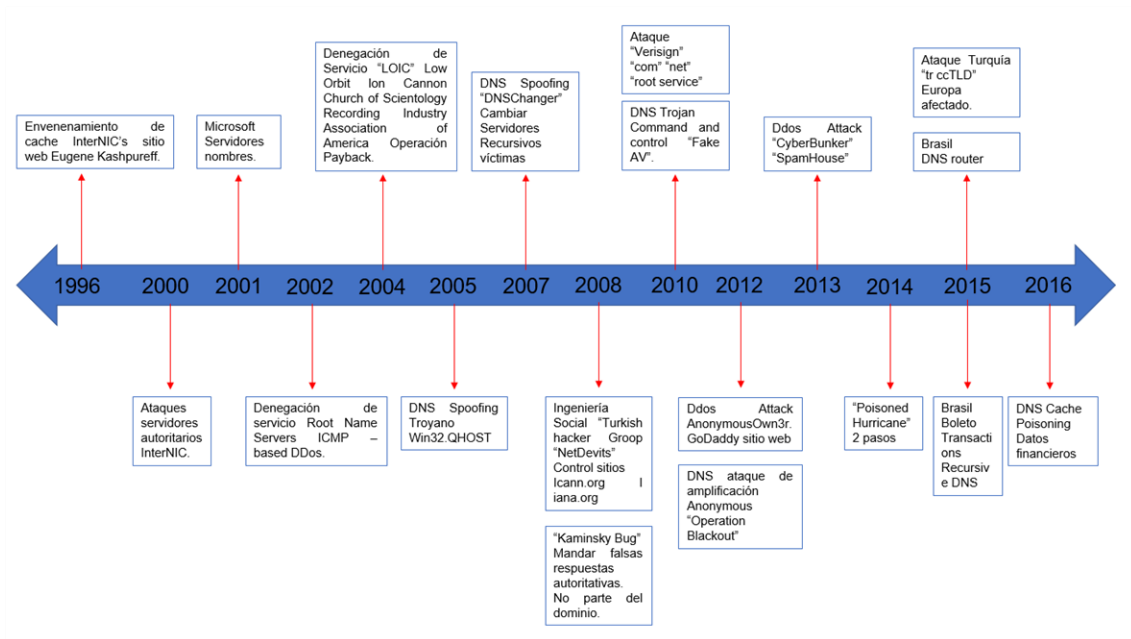 Ataque
"Verisign"
"com" "net"
"root service"
Denegación de
Servicio "LOIC" Low
Orbit Ion Cannon
Church of Scientology
Recording Industry
Association of
America Operación
Payback.
Ataque Turquía
"tr ccTLD"
Europa
afectado.
DNS Spoofing
"DNSChanger"
Cambiar
Servidores
Recursivos
víctimas
DNS Trojan
Command and
control "Fake
AV".
Envenenamiento de
cache InterNIC's sitio
web Eugene Kashpureff.
Microsoft
Servidores
nombres.
Ddos Attack
"CyberBunker"
"SpamHouse"
Brasil
DNS router
1996 2000 2001 2002 2004 2005 2007 2008 2010 2012 2013 2014 2015 2016
Ataques
servidores
autoritarios
InterNIC.
Denegación de
servicio Root Name
Servers ICMP –
based DDos.
DNS Spoofing
Troyano
Win32.QHOST
Ingeniería
Social "Turkish
hacker Groop
"NetDevits"
Control sitios
Icann.org I
iana.org
"Kaminsky Bug"
Mandar falsas
respuestas
autoritativas.
No parte del
dominio.
Ddos Attack
AnonymousOwn3r.
GoDaddy sitio web
DNS ataque de
amplificación
Anonymous
"Operation
Blackout"
"Poisoned
Hurricane"
2 pasos
Brasil
Boleto
Transacti
ons
Recursiv
e DNS
DNS Cache
Poisoning
Datos
financieros